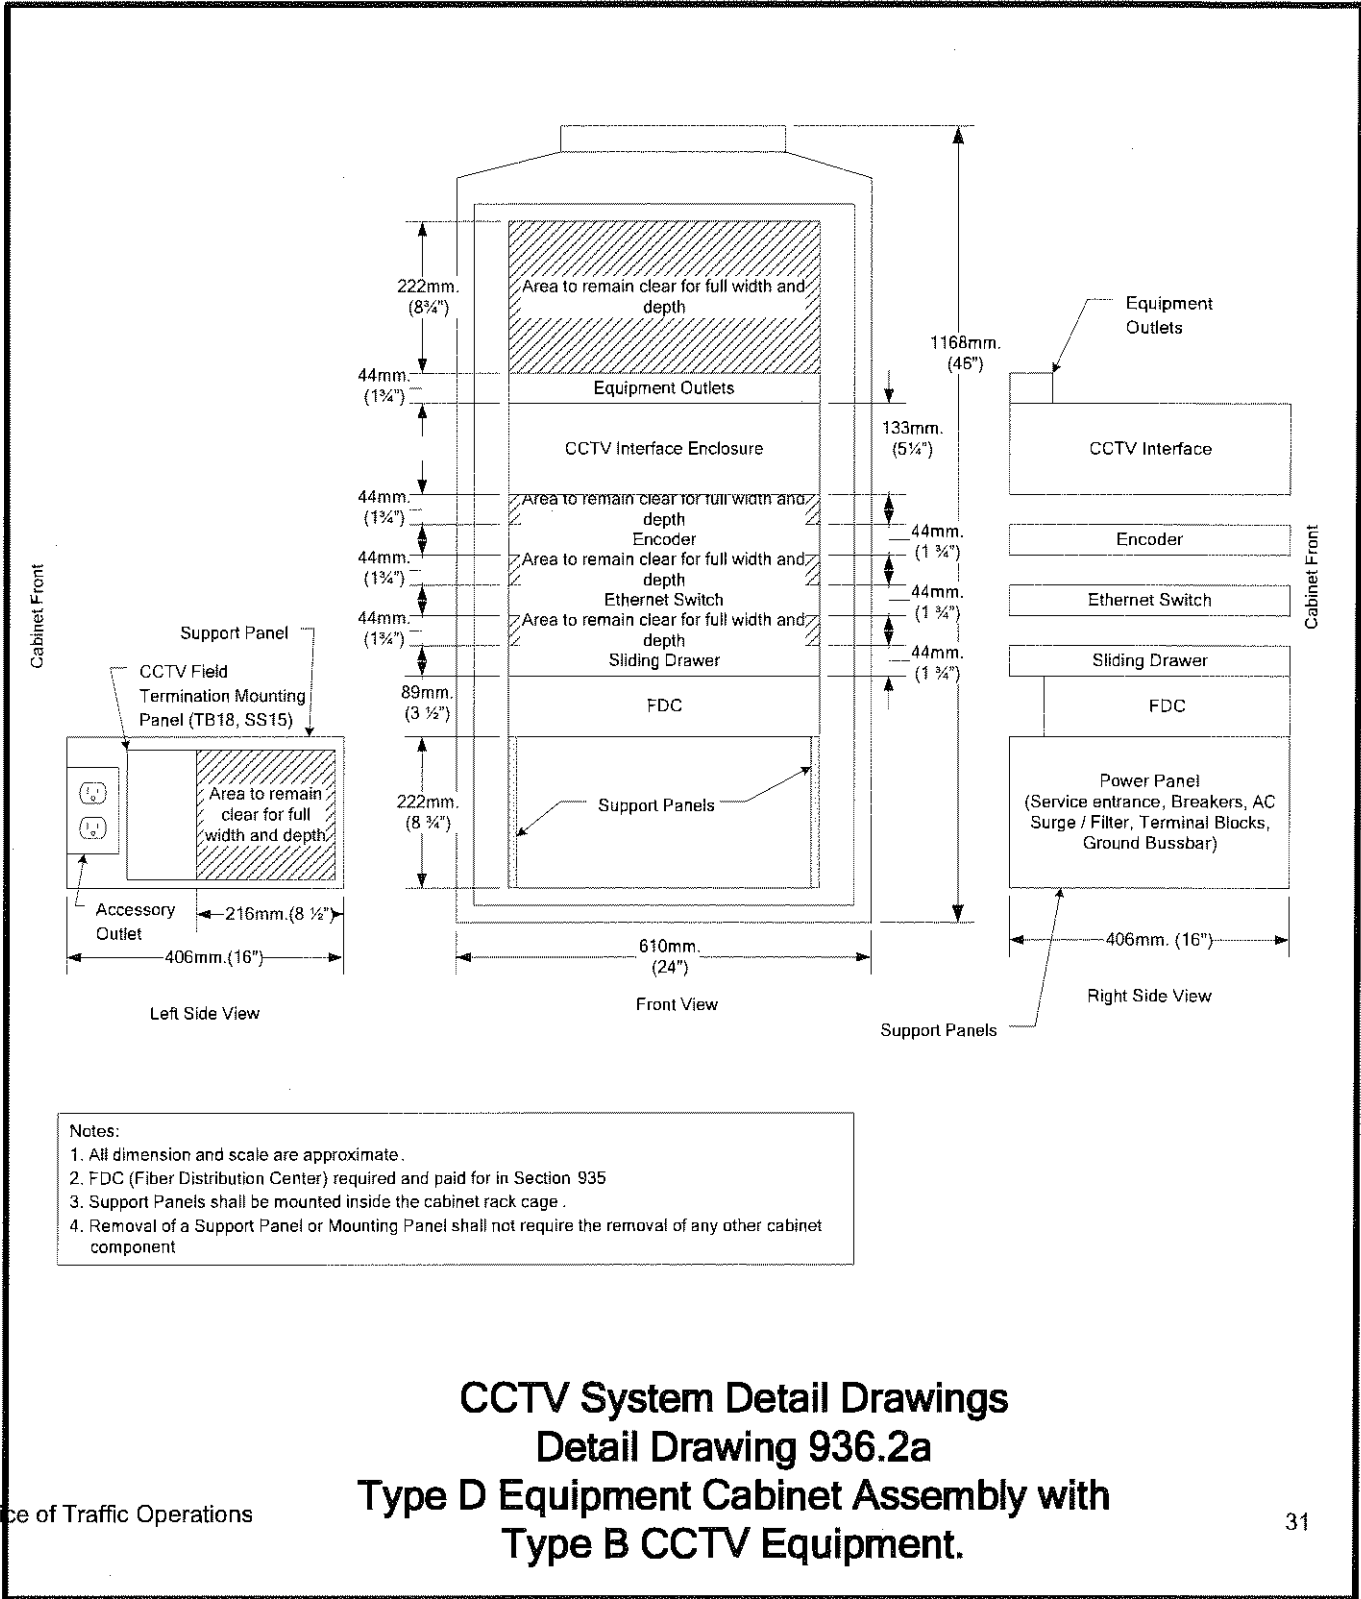 222mm.
(8¾")
Area to remain clear for full width and
depth
44mm.
(1¾")
Equipment Outlets
1168mm.
(46")
Equipment
Outlets
CCTV Interface Enclosure
133mm.
(5¼")
CCTV Interface
44mm.
(1¾")
Area to remain clear for full width and
depth
Encoder
44mm.
(1 ¾")
Encoder
44mm.
(1¾")
Area to remain clear for full width and
depth
Ethernet Switch
44mm.
(1 ¾")
Ethernet Switch
44mm.
(1¾")
Area to remain clear for full width and
depth
Sliding Drawer
44mm.
(1 ¾")
Sliding Drawer
89mm.
(3 ½")
FDC
FDC
Cabinet Front
Cabinet Front
Support Panel
CCTV Field
Termination Mounting
Panel (TB18, SS15)
Area to remain
clear for full
width and depth
222mm.
(8 ¾")
Support Panels
Power Panel
(Service entrance, Breakers, AC
Surge / Filter, Terminal Blocks,
Ground Bussbar)
Accessory
Outlet
216mm.(8 ½")
406mm.(16")
610mm.
(24")
406mm. (16")
Left Side View
Front View
Right Side View
Support Panels
Notes:
1. All dimension and scale are approximate.
2. FDC (Fiber Distribution Center) required and paid for in Section 935
3. Support Panels shall be mounted inside the cabinet rack cage .
4. Removal of a Support Panel or Mounting Panel shall not require the removal of any other cabinet
component
CCTV System Detail Drawings
Detail Drawing 936.2a
Type D Equipment Cabinet Assembly with
Type B CCTV Equipment.
ce of Traffic Operations
31